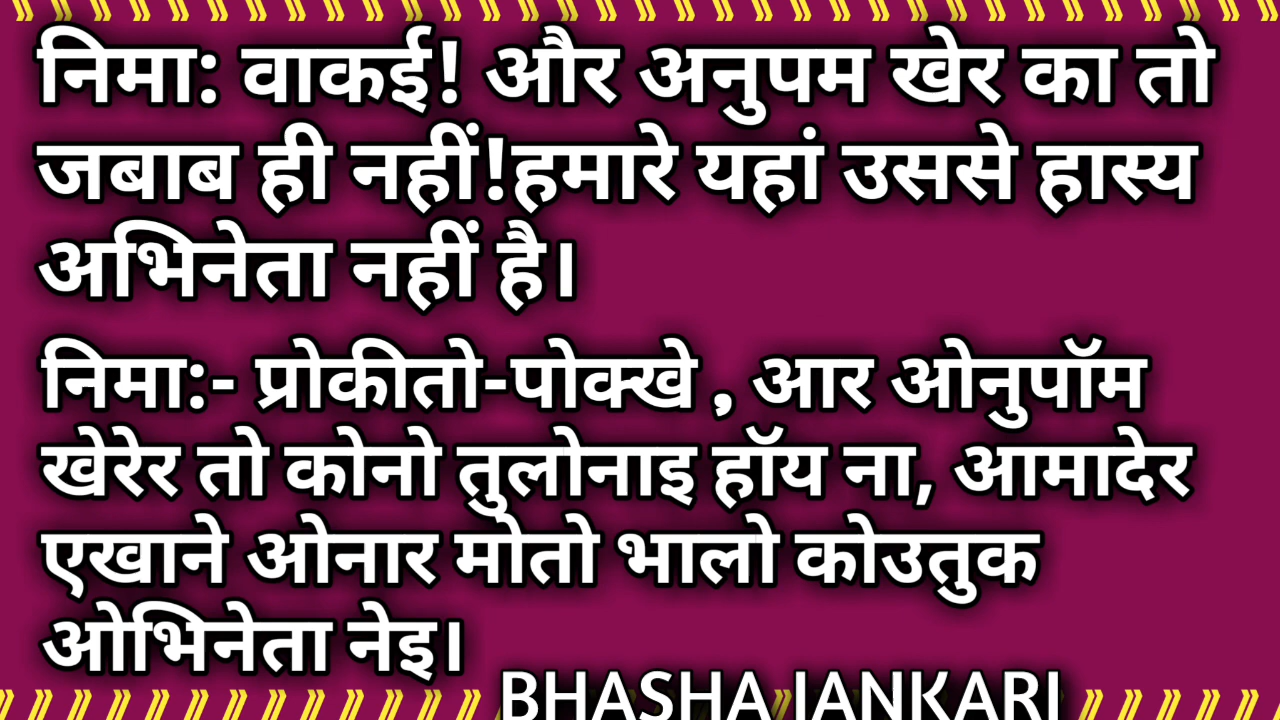 निमा: वाकई! और अनुपम खेर का तो
जबाब ही नहीं!हमारे यहां उससे हास्य
अभिनेता नहीं है।
निमा:- प्रोकीतो-पोक्खे , आर ओनुपॉम
खेरेर तो कोनो तुलोनाइ हॉय ना, आमादेर
एखाने ओनार मोतो भालो कोउतुक
ओभिनेता नेइ।
BHASHA JANKARI